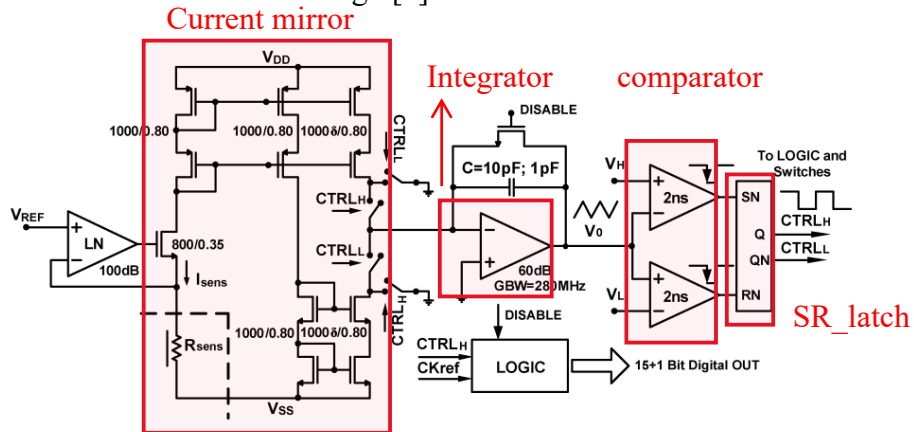 Current mirror
Integrator
comparator
VDD
DISABLE
1000/0.80
1000/0.80
1000δ/0.80
CTRLL
C=10pF; 1pF
VH
To LOGIC and
Switches
CTRLH
2ns
SN
VREF
LN
800/0.35
V0
CTRLH
Q
CTRLL
QN
CTRLL
100dB
Isens
60dB
GBW=280MHz
2ns
RN
VL
SR_latch
1000/0.80
1000δ/0.80
CTRLH
DISABLE
Rsens
CTRLH
CKref
LOGIC
15+1 Bit Digital OUT
VSS